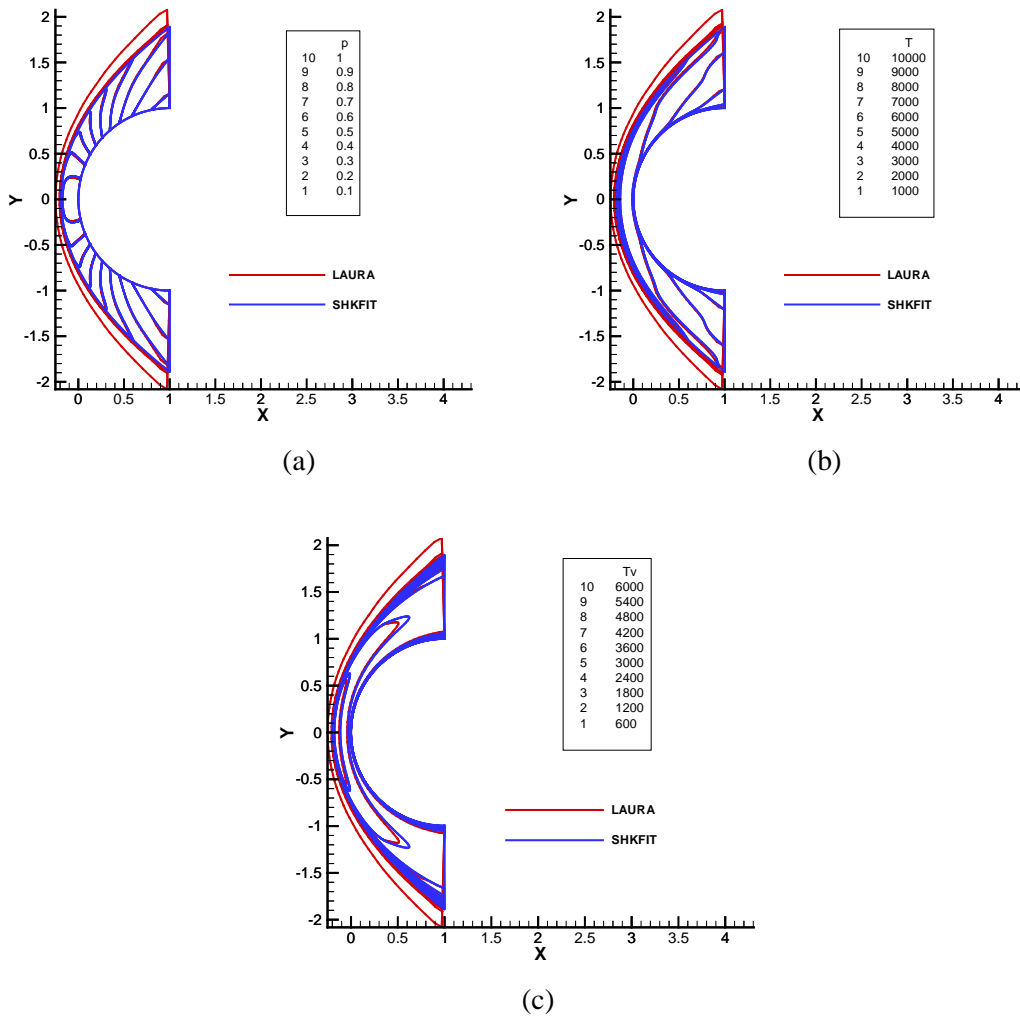 p
10 1
9 0.9
8 0.8
7 0.7
6 0.6
5 0.5
4 0.4
3 0.3
2 0.2
1 0.1
LAURA
SHKFIT
Y
2
1.5
1
0.5
0
-0.5
-1
-1.5
-2
0 0.5 1 1.5 2 2.5 3 3.5 4
X
(a)
T
10 10000
9 9000
8 8000
7 7000
6 6000
5 5000
4 4000
3 3000
2 2000
1 1000
LAURA
SHKFIT
Y
2
1.5
1
0.5
0
-0.5
-1
-1.5
-2
0 0.5 1 1.5 2 2.5 3 3.5 4
X
(b)
Tv
10 6000
9 5400
8 4800
7 4200
6 3600
5 3000
4 2400
3 1800
2 1200
1 600
LAURA
SHKFIT
Y
2
1.5
1
0.5
0
-0.5
-1
-1.5
-2
0 0.5 1 1.5 2 2.5 3 3.5 4
X
(c)